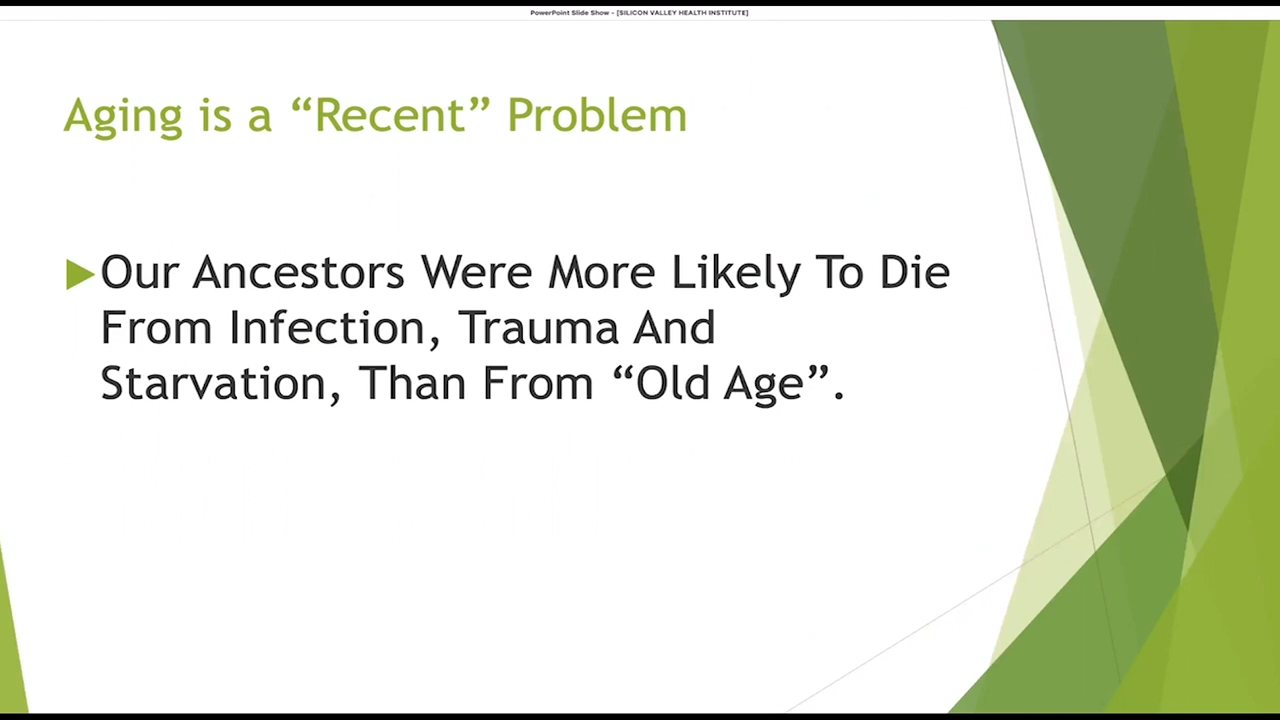 PowerPoint Slide Show - [SILICON VALLEY HEALTH INSTITUTE]
Aging is a “Recent” Problem
Our Ancestors Were More Likely To Die
From Infection, Trauma And
Starvation, Than From “Old Age”.